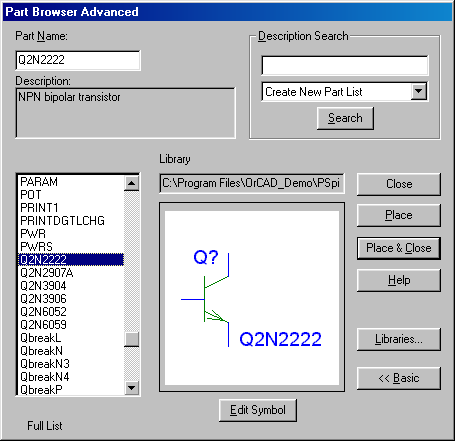 Part Browser Advanced
Part Name:
Q2N2222
Description:
NPN bipolar transistor
Description Search
Create New Part List
Search
Library
C:\Program Files\OrCAD_Demo\PSpi
PARAM
POT
PRINT1
PRINTDGTLCHG
PWR
PWRS
Q2N2222
Q2N2907A
Q2N3904
Q2N3906
Q2N6052
Q2N6059
QbreakL
QbreakN
QbreakN3
QbreakN4
QbreakP
Full List
Q?
Q2N2222
Edit Symbol
Close
Place
Place & Close
Help
Libraries...
<< Basic